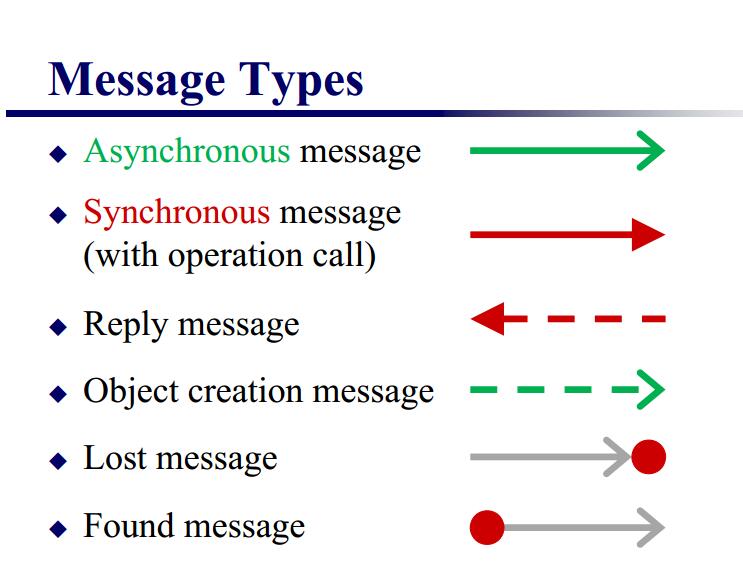 Message Types
Asynchronous message
Synchronous message
(with operation call)
Reply message
Object creation message
Lost message
Found message